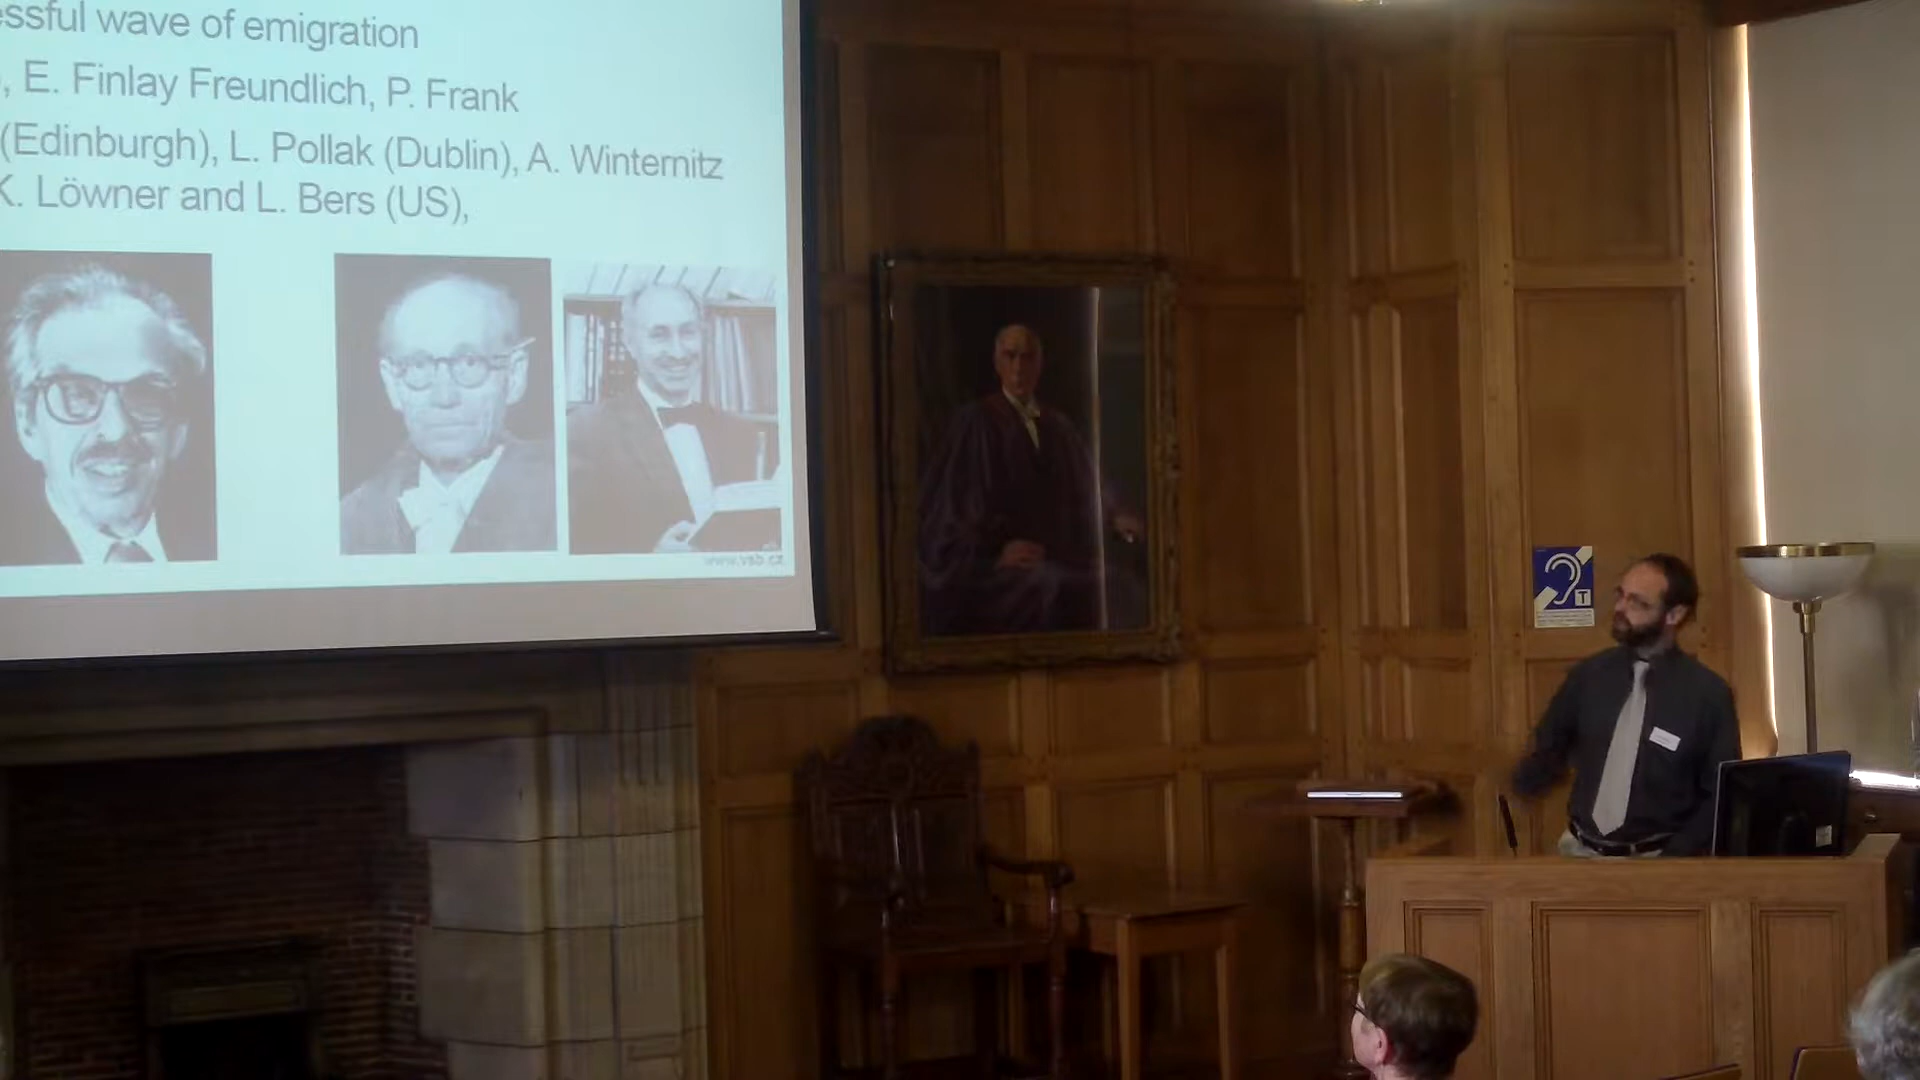 essful wave of emigration
, E. Finlay Freundlich, P. Frank
(Edinburgh), L. Pollak (Dublin), A. Winternitz
K. Löwner and L. Bers (US),
www.vsb.cz
T